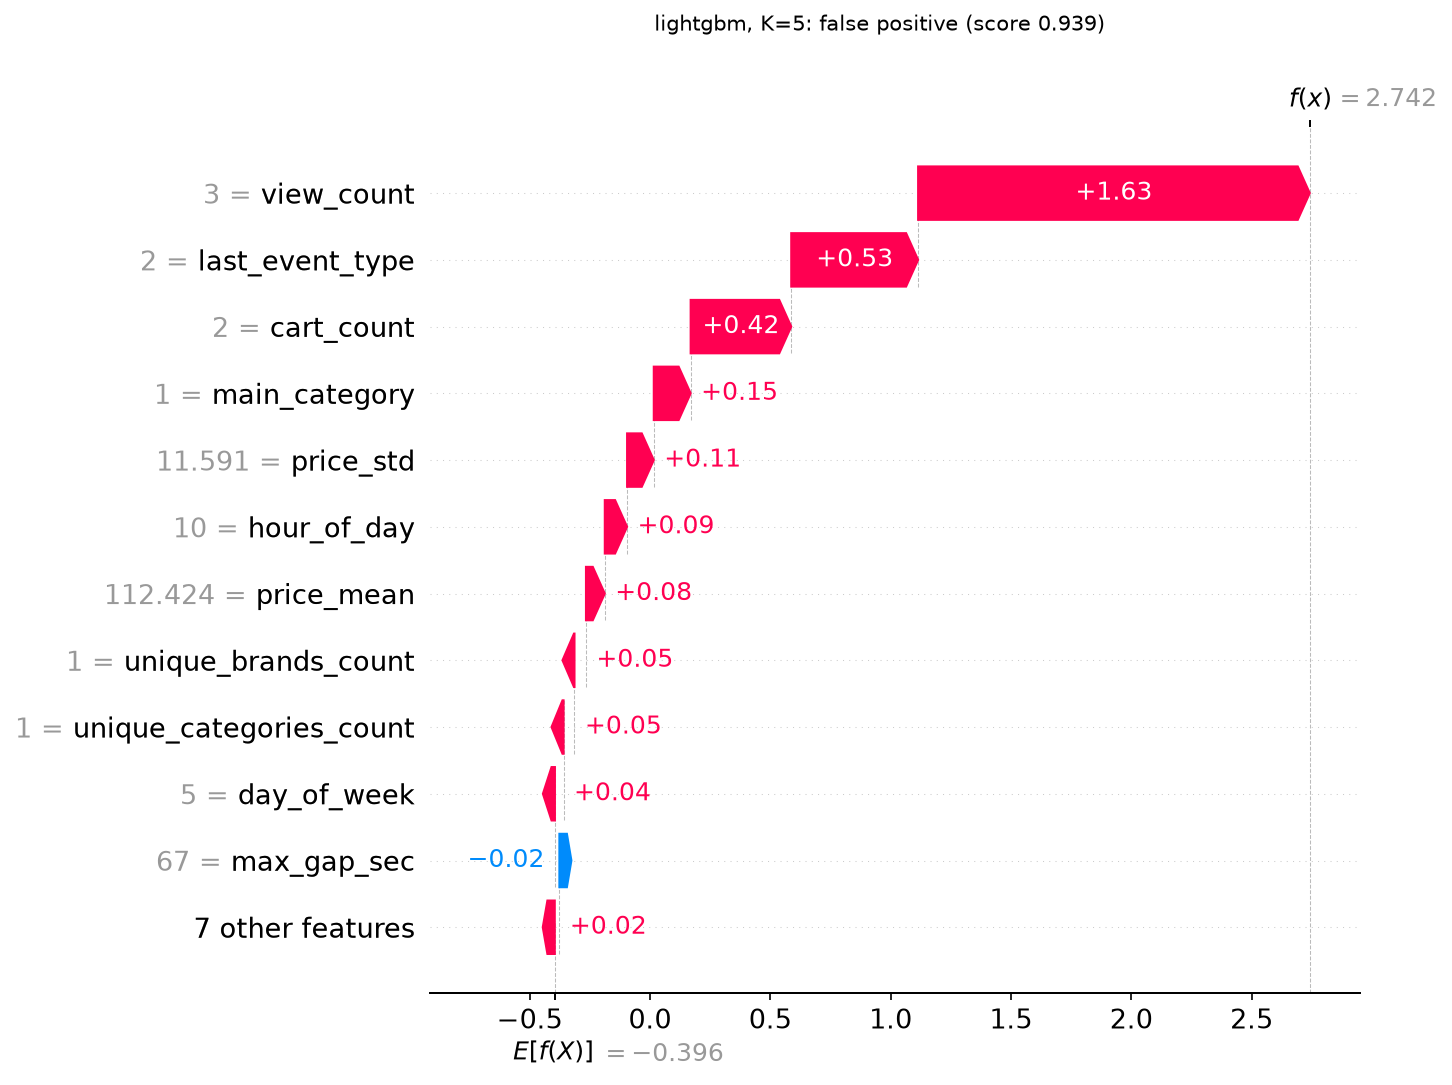 lightgbm, K=5: false positive (score 0.939)
f(x) = 2.742
3 = view_count +1.63
2 = last_event_type +0.53
2 = cart_count +0.42
1 = main_category +0.15
11.591 = price_std +0.11
10 = hour_of_day +0.09
112.424 = price_mean +0.08
1 = unique_brands_count +0.05
1 = unique_categories_count +0.05
5 = day_of_week +0.04
67 = max_gap_sec −0.02
7 other features +0.02
−0.5 0.0 0.5 1.0 1.5 2.0 2.5
E[f(X)] = −0.396